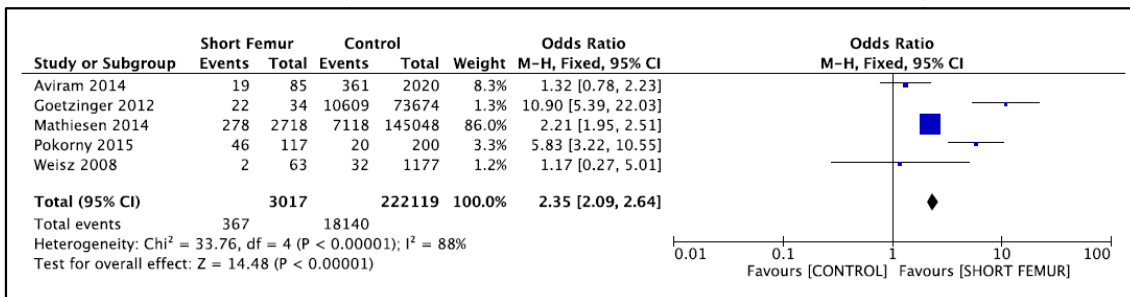 Short Femur Control Odds Ratio Odds Ratio
Study or Subgroup Events Total Events Total Weight M-H, Fixed, 95% CI M-H, Fixed, 95% CI
Aviram 2014 19 85 361 2020 8.3% 1.32 [0.78, 2.23]
Goetzinger 2012 22 34 10609 73674 1.3% 10.90 [5.39, 22.03]
Mathiesen 2014 278 2718 7118 145048 86.0% 2.21 [1.95, 2.51]
Pokorny 2015 46 117 20 200 3.3% 5.83 [3.22, 10.55]
Weisz 2008 2 63 32 1177 1.2% 1.17 [0.27, 5.01]
Total (95% CI) 3017 222119 100.0% 2.35 [2.09, 2.64]
Total events 367 18140
Heterogeneity: Chi² = 33.76, df = 4 (P < 0.00001); I² = 88%
Test for overall effect: Z = 14.48 (P < 0.00001)
0.01 0.1 1 10 100
Favours [CONTROL] Favours [SHORT FEMUR]